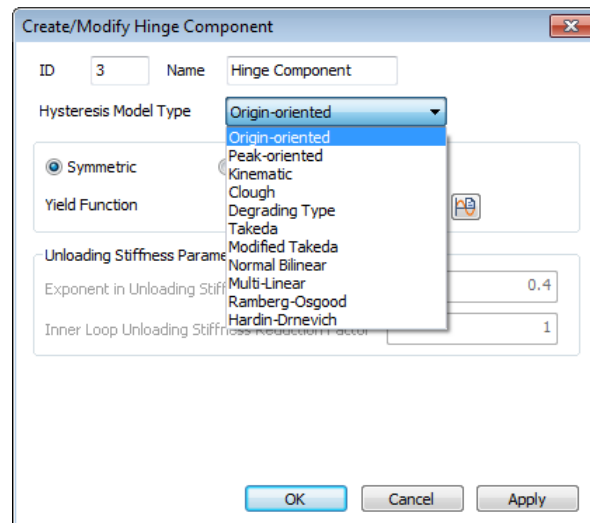 Create/Modify Hinge Component
ID 3 Name Hinge Component
Hysteresis Model Type Origin-oriented
Origin-oriented
Peak-oriented
Kinematic
Clough
Degrading Type
Takeda
Modified Takeda
Normal Bilinear
Multi-Linear
Ramberg-Osgood
Hardin-Drnevich
Symmetric
Yield Function
Unloading Stiffness Parame
Exponent in Unloading Stiff 0.4
Inner Loop Unloading Stiffness Reduction Factor 1
OK Cancel Apply